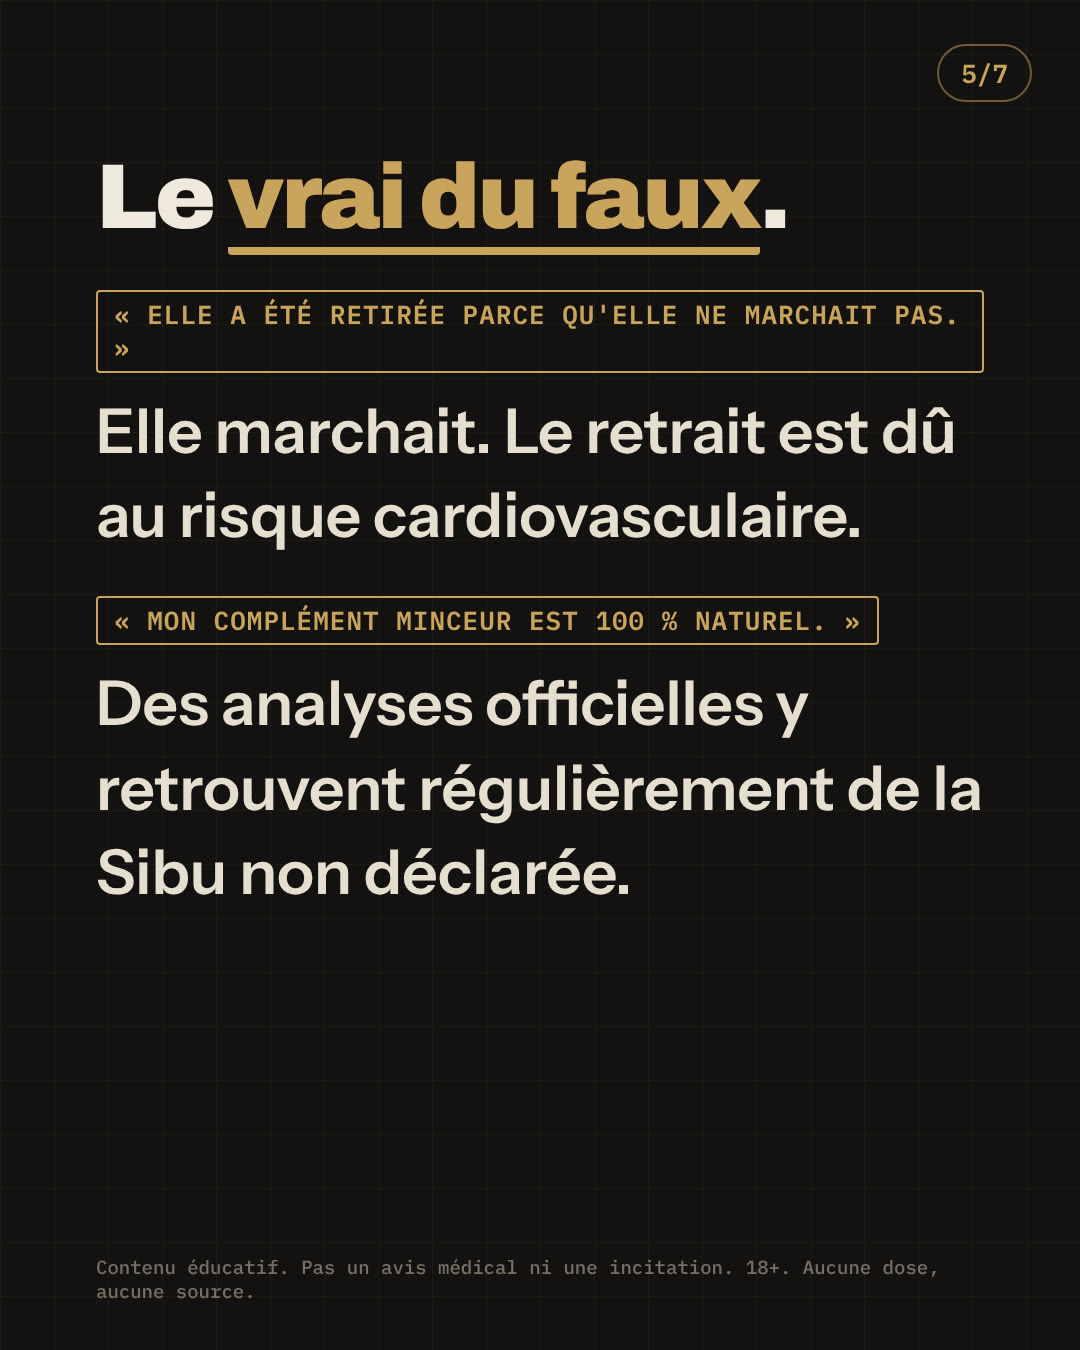 5/7
Le vrai du faux.
« ELLE A ÉTÉ RETIRÉE PARCE QU'ELLE NE MARCHAIT PAS.
»
Elle marchait. Le retrait est dû
au risque cardiovasculaire.
« MON COMPLÉMENT MINCEUR EST 100 % NATUREL. »
Des analyses officielles y
retrouvent régulièrement de la
Sibu non déclarée.
Contenu éducatif. Pas un avis médical ni une incitation. 18+. Aucune dose,
aucune source.